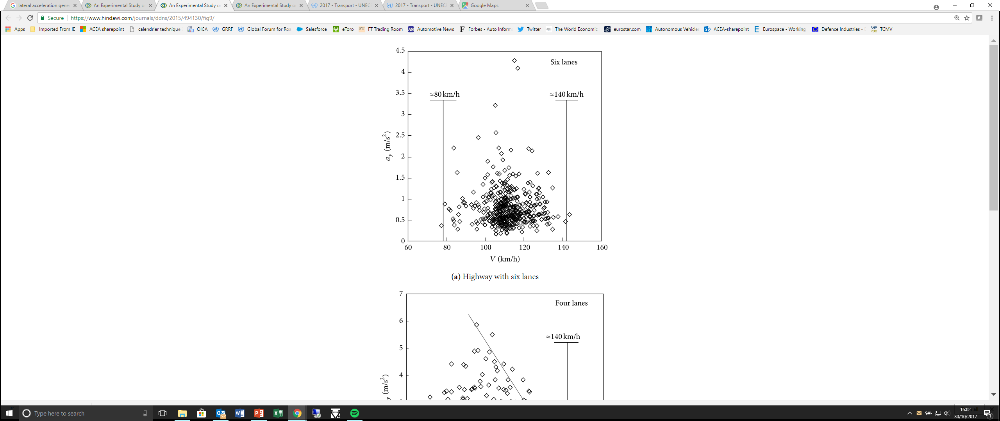 lateral acceleration gene
An Experimental Study o
An Experimental Study o
An Experimental Study o
2017 - Transport - UNEC
2017 - Transport - UNEC
Google Maps
Secure
https://www.hindawi.com/journals/ddns/2015/494130/fig9/
Apps
Imported From IE
ACEA sharepoint
calendrier technique
OICA
GRRF
Global Forum for Roa
Salesforce
eToro
FT Trading Room
Automotive News
Forbes - Auto Inform
Twitter
The World Economic
eurostar.com
Autonomous Vehicle
ACEA-sharepoint
Eurospace - Working
Defence Industries -
TCMV
4.5
4
3.5
3
2.5
2
1.5
1
0.5
0
Six lanes
≈80 km/h
≈140 km/h
a_y (m/s²)
60 80 100 120 140 160
V (km/h)
(a) Highway with six lanes
7
6
5
4
Four lanes
≈140 km/h
y (m/s²)
Type here to search
16:02
30/10/2017